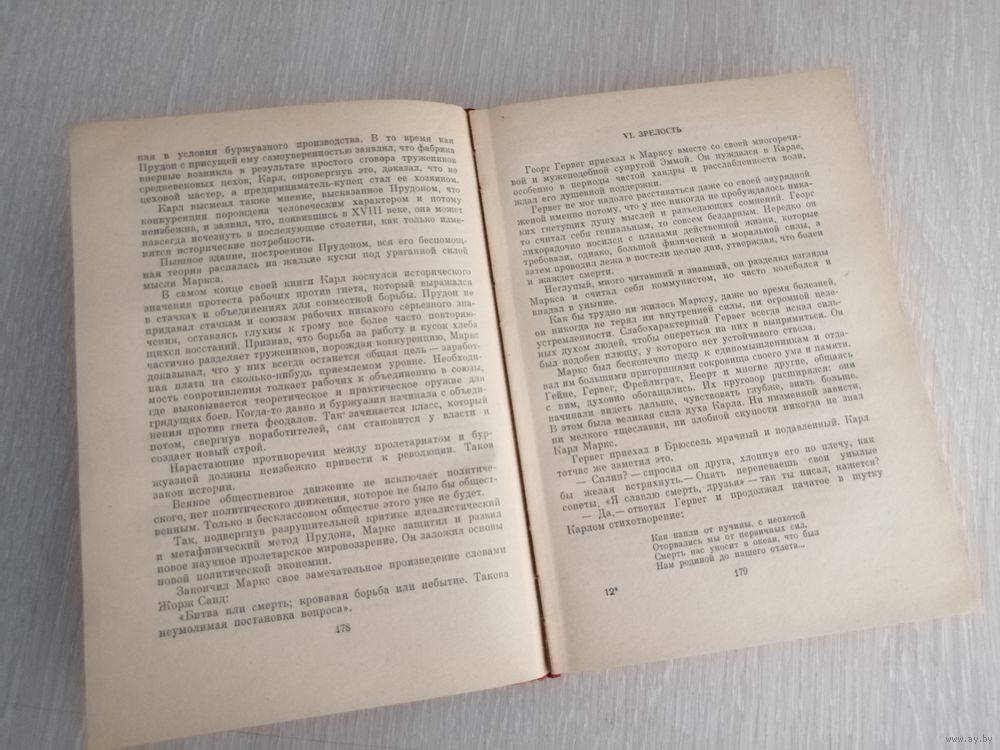 ная в условия буржуазного производства. В то время как
Прудон с присущей ему самоуверенностью заявлял, что фабрика
впервые возникла в результате простого сговора тружеников
средневековых цехов, Карл, опровергнув это, доказал, что не
цеховой мастер, а предприниматель-купец стал ее хозяином.
Карл высмеял также мнение, высказанное Прудоном, что
конкуренция порождена человеческим характером и потому
неизбежна, и заявил, что, появившись в XVIII веке, она может
навсегда исчезнуть в последующие столетия, как только изме-
нятся исторические потребности.
Пышное здание, построенное Прудоном, вся его беспомощ-
ная теория распалась на жалкие куски под ураганной силой
мысли Маркса.
В самом конце своей книги Карл коснулся исторического
значения протеста рабочих против гнета, который выражался
в стачках и объединениях для совместной борьбы. Прудон не
придавал стачкам и союзам рабочих никакого серьезного зна-
чения, оставаясь глухим к грому все более часто повторяю-
щихся восстаний. Признав, что борьба за работу и кусок хлеба
частично разделяет тружеников, порождая конкуренцию, Маркс
доказывал, что у них всегда останется общая цель — заработ-
ная плата на сколько-нибудь приемлемом уровне. Необходи-
мость сопротивления толкает рабочих к объединению в союзы,
где выковывается теоретическое и практическое оружие для
грядущих боев. Когда-то давно и буржуазия начинала с объеди-
нения против гнета феодалов. Так зачинается класс, который
потом, свергнув поработителей, сам становится у власти и
создает новый строй.
Нарастающие противоречия между пролетариатом и бур-
жуазией должны неизбежно привести к революции. Таков
закон истории.
Всякое общественное движение не исключает политиче-
ского, нет политического движения, которое не было бы общест-
венным. Только в бесклассовом обществе этого уже не будет.
Так, подвергнув разрушительной критике идеалистический
и метафизический метод Прудона, Маркс защитил и развил
новое научное пролетарское мировоззрение. Он заложил основы
новой политической экономии.
Закончил Маркс свое замечательное произведение словами
Жорж Санд:
«Битва или смерть; кровавая борьба или небытие. Такова
неумолимая постановка вопроса».
178
VI. ЗРЕЛОСТЬ
Георг Гервег приехал к Марксу вместе со своей многоречи-
вой и мужеподобной супругой Эммой. Он нуждался в Карле,
особенно в периоды частой хандры и расслабленности воли,
ждал его душевной поддержки.
Гервег не мог надолго расставаться даже со своей заурядной
женой именно потому, что у нее никогда не пробуждалось ника-
ких гнетущих душу мыслей и разъедающих сомнений. Георг
то считал себя гениальным, то совсем бездарным. Нередко он
лихорадочно носился с планами действенной жизни, которые
требовали, однако, большой физической и моральной силы, а
затем проводил лежа в постели целые дни, утверждая, что болен
и жаждет смерти.
Неглупый, много читавший и знавший, он разделял взгляды
Маркса и считал себя коммунистом, но часто колебался и
впадал в уныние.
Как бы трудно ни жилось Марксу, даже во время болезней,
он никогда не терял ни внутренней силы, ни огромной целе-
устремленности. Слабохарактерный Гервег всегда искал силь-
ных духом людей, чтобы опереться на них и выпрямиться. Он
был подобен плющу, у которого нет устойчивого ствола.
Маркс был бесконечно щедр к единомышленникам и отда-
вал им большими пригоршнями сокровища своего ума и памяти.
Гейне, Гервег, Фрейлиграт, Веерт и многие другие, общаясь
с ним, духовно обогащались. Их кругозор расширялся: они
начинали видеть дальше, чувствовать глубже, знать больше.
В этом была великая сила духа Карла. Ни низменной зависти,
ни мелкого тщеславия, ни злобной скупости никогда не знал
Карл Маркс.
Гервег приехал в Брюссель мрачный и подавленный. Карл
тотчас же заметил это.
— Сплин? — спросил он друга, хлопнув его по плечу, как
бы желая встряхнуть.— Опять перепеваешь свои унылые
сонеты. «Я славлю смерть, друзья» — так ты писал, кажется?
— Да,— ответил Гервег и продолжал начатое в шутку
Карлом стихотворение:
Как капли от пучины, с неохотой
Оторвались мы от первичных сил,
Смерть нас уносит в океан, что был
Нам родиной до нашего отлета...
12*
179
www.ay.by